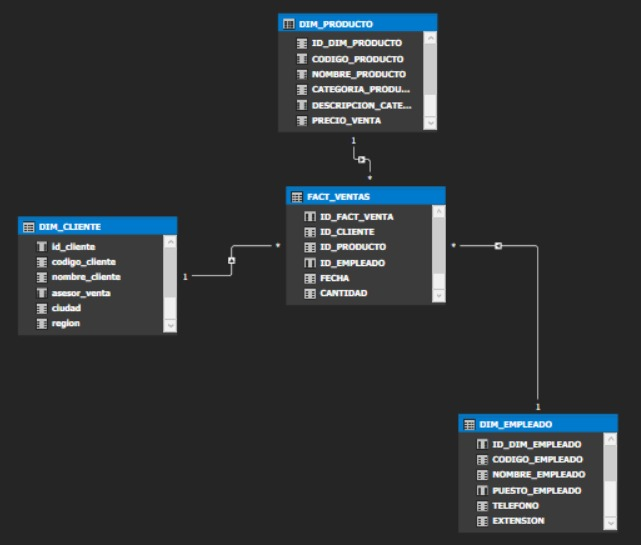 DIM_PRODUCTO
ID_DIM_PRODUCTO
CODIGO_PRODUCTO
NOMBRE_PRODUCTO
CATEGORIA_PRODU...
DESCRIPCION_CATE...
PRECIO_VENTA
1
*
FACT_VENTAS
ID_FACT_VENTA
ID_CLIENTE
ID_PRODUCTO
ID_EMPLEADO
FECHA
CANTIDAD
DIM_CLIENTE
id_cliente
codigo_cliente
nombre_cliente
asesor_venta
ciudad
region
1
*
*
1
DIM_EMPLEADO
ID_DIM_EMPLEADO
CODIGO_EMPLEADO
NOMBRE_EMPLEADO
PUESTO_EMPLEADO
TELEFONO
EXTENSION